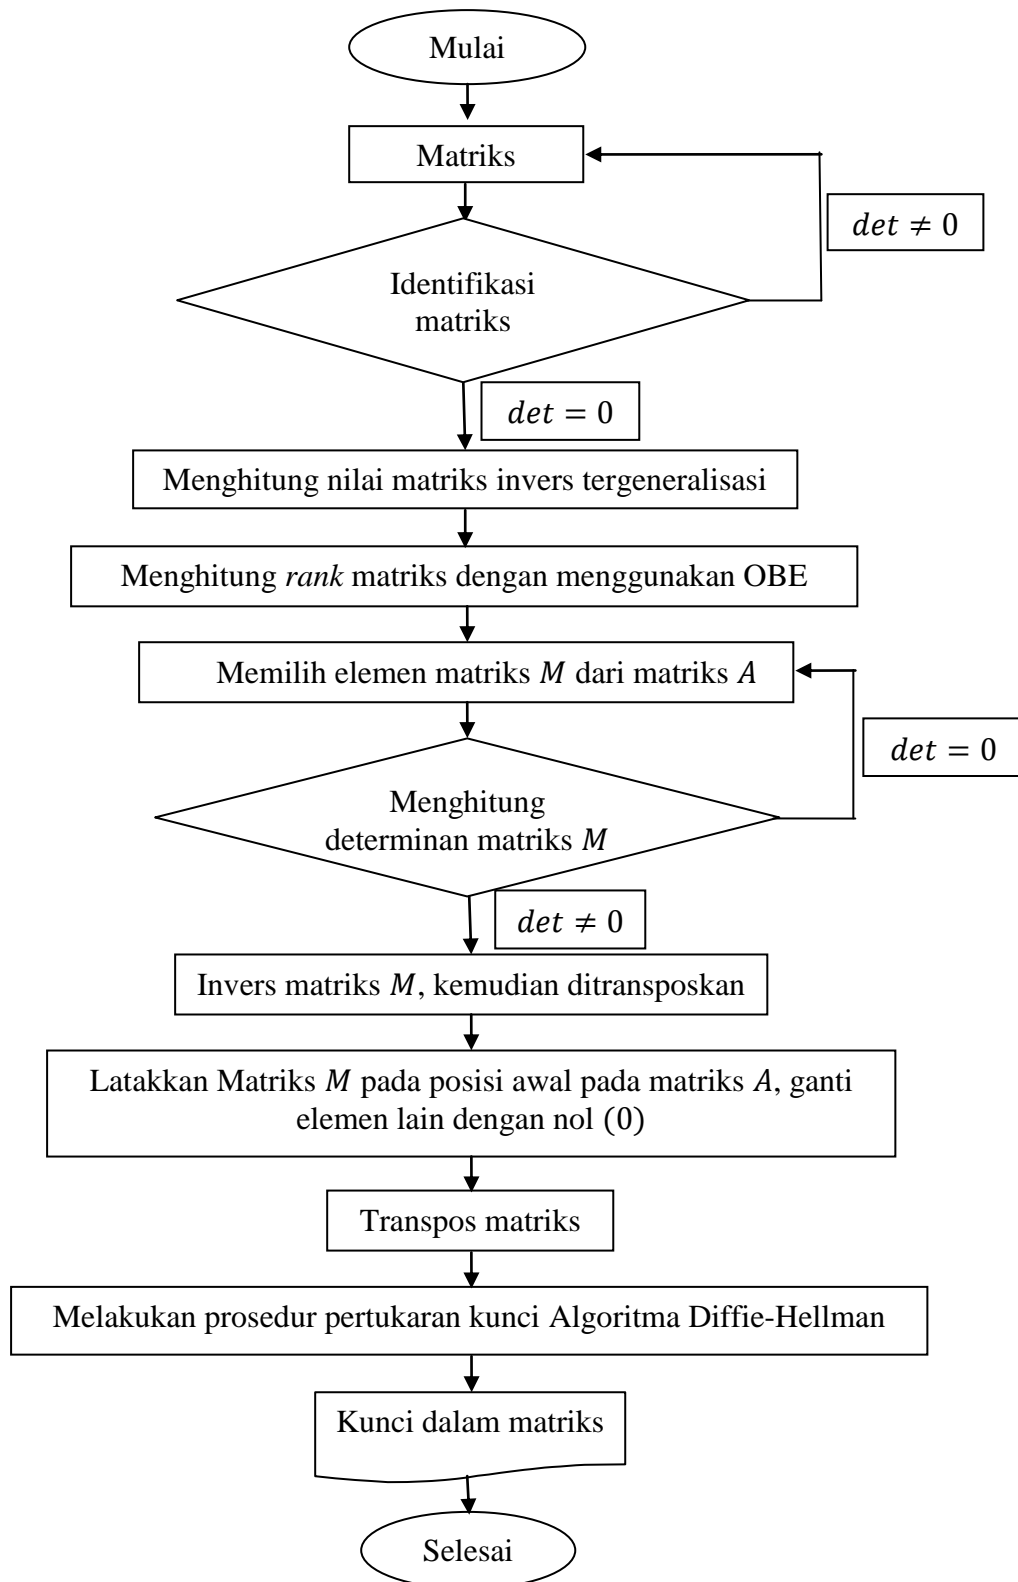 Mulai
Matriks
det ≠ 0
Identifikasi
matriks
det = 0
Menghitung nilai matriks invers tergeneralisasi
Menghitung rank matriks dengan menggunakan OBE
Memilih elemen matriks M dari matriks A
det = 0
Menghitung
determinan matriks M
det ≠ 0
Invers matriks M, kemudian ditransposkan
Latakkan Matriks M pada posisi awal pada matriks A, ganti
elemen lain dengan nol (0)
Transpos matriks
Melakukan prosedur pertukaran kunci Algoritma Diffie-Hellman
Kunci dalam matriks
Selesai